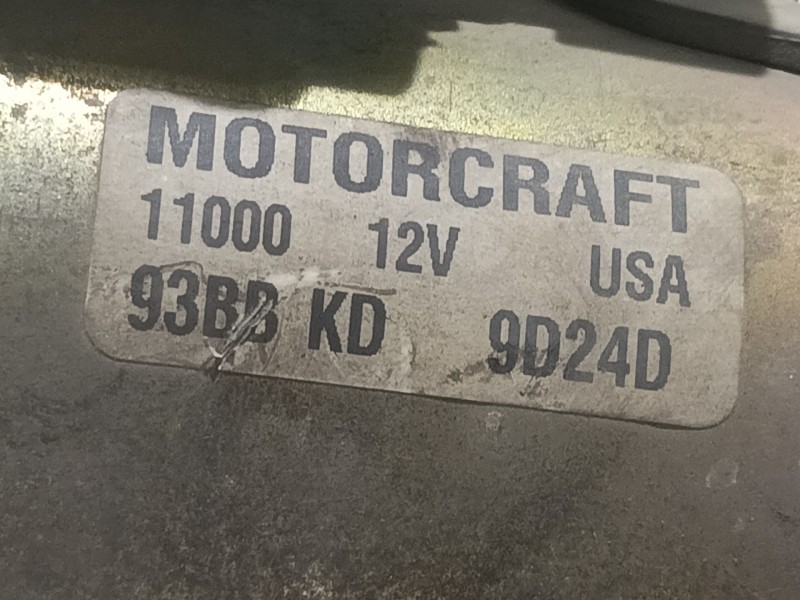 MOTORCRAFT
11000 12V USA
93BB KD 9D24D